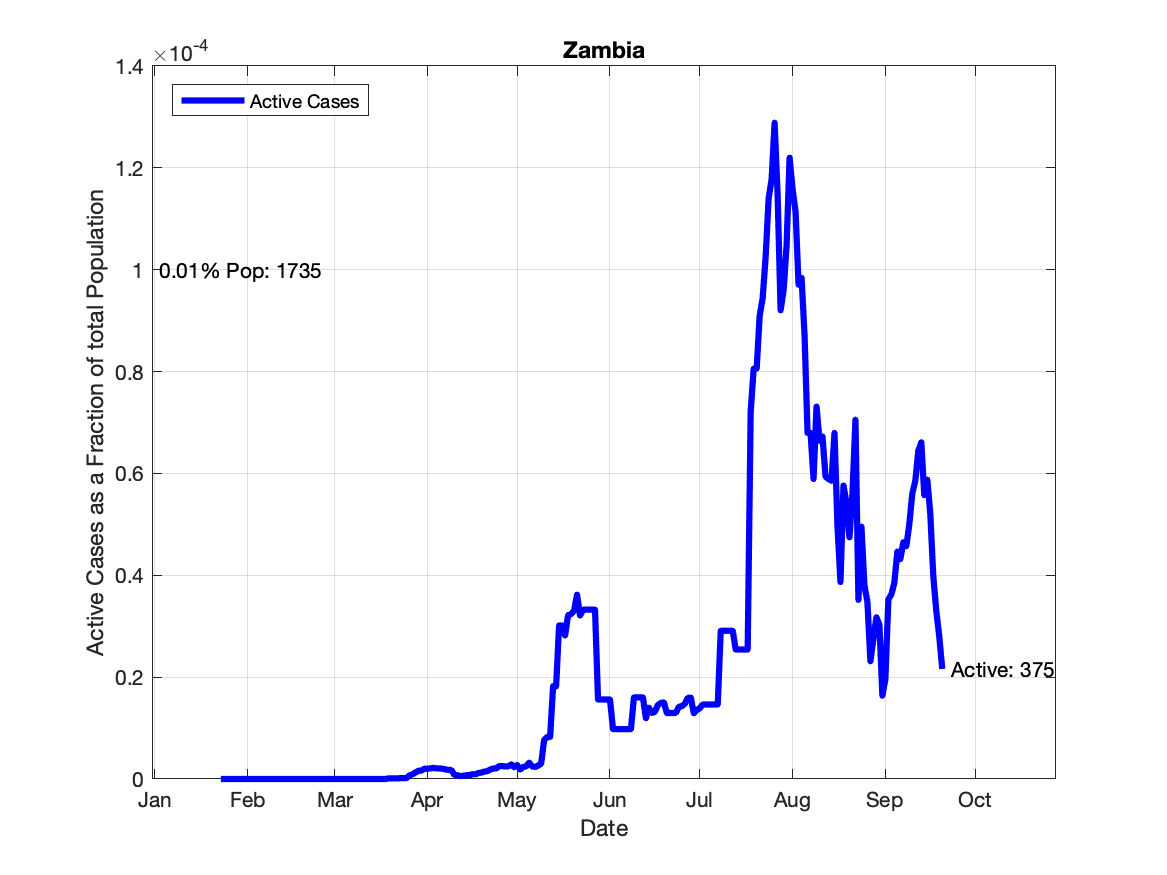 Zambia
×10^-4
1.4
Active Cases
1.2
1
0.01% Pop: 1735
0.8
0.6
0.4
0.2
Active: 375
0
Jan Feb Mar Apr May Jun Jul Aug Sep Oct
Date
Active Cases as a Fraction of total Population